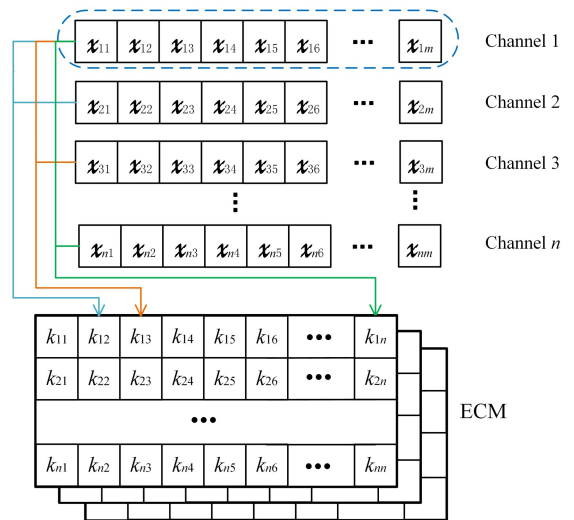 x11 x12 x13 x14 x15 x16 ••• x1m Channel 1
x21 x22 x23 x24 x25 x26 ••• x2m Channel 2
x31 x32 x33 x34 x35 x36 ••• x3m Channel 3
xn1 xn2 xn3 xn4 xn5 xn6 ••• xnm Channel n
k11 k12 k13 k14 k15 k16 ••• k1n
k21 k22 k23 k24 k25 k26 ••• k2n
•••
ECM
kn1 kn2 kn3 kn4 kn5 kn6 ••• knn